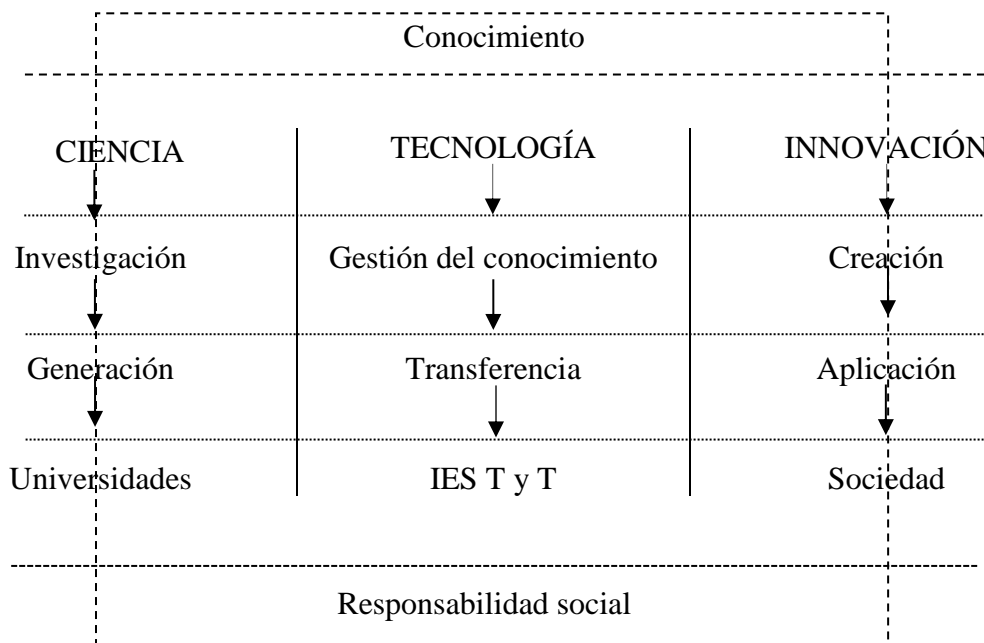 Conocimiento
CIENCIA
TECNOLOGÍA
INNOVACIÓN
Investigación
Gestión del conocimiento
Creación
Generación
Transferencia
Aplicación
Universidades
IES T y T
Sociedad
Responsabilidad social